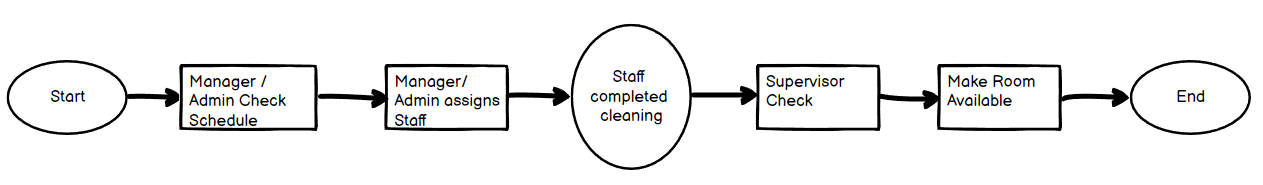 Start
Manager /
Admin Check
Schedule
Manager/
Admin assigns
Staff
Staff
completed
cleaning
Supervisor
Check
Make Room
Available
End